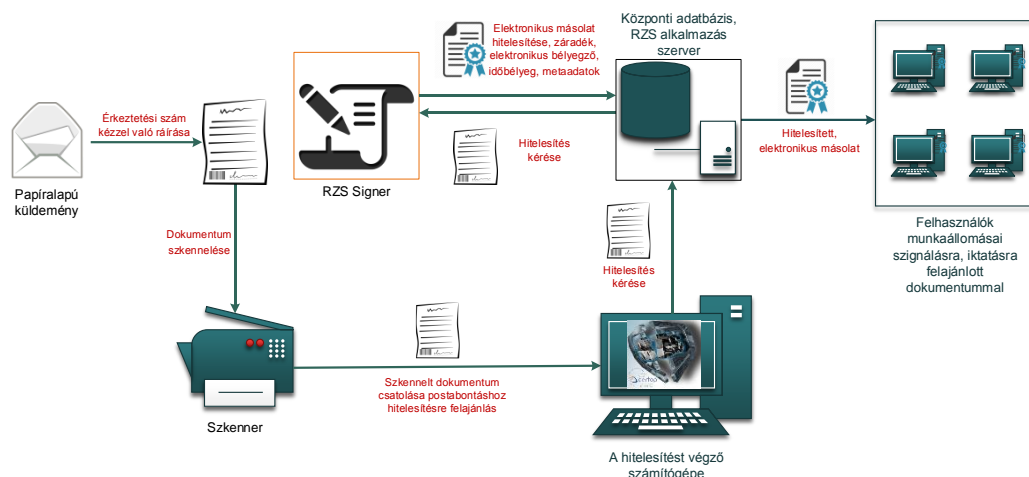 Papíralapú
küldemény
Érkeztetési szám
kézzel való ráírása
Dokumentum
szkennelése
Szkenner
Szkennelt dokumentum
csatolása postabontáshoz
hitelesítésre felajánlás
RZS Signer
Elektronikus másolat
hitelesítése, záradék,
elektronikus bélyegző,
időbélyeg, metaadatok
Hitelesítés
kérése
Központi adatbázis,
RZS alkalmazás
szerver
Hitelesítés
kérése
certop
A hitelesítést végző
számítógépe
Hitelesített,
elektronikus másolat
Felhasználók
munkaállomásai
szignálásra, iktatásra
felajánlott
dokumentummal